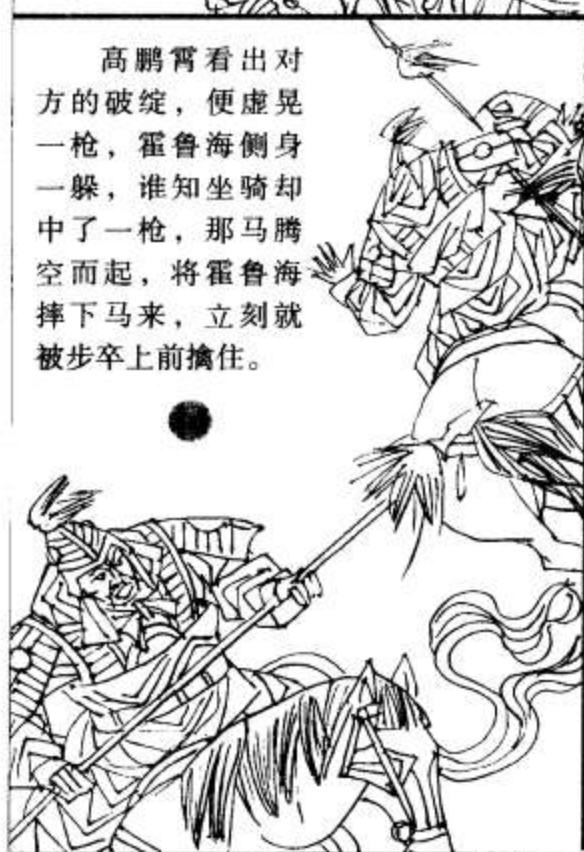 高鹏霄看出对
方的破绽，便虚晃
一枪，霍鲁海侧身
一躲，谁知坐骑却
中了一枪，那马腾
空而起，将霍鲁海
摔下马来，立刻就
被步卒上前擒住。